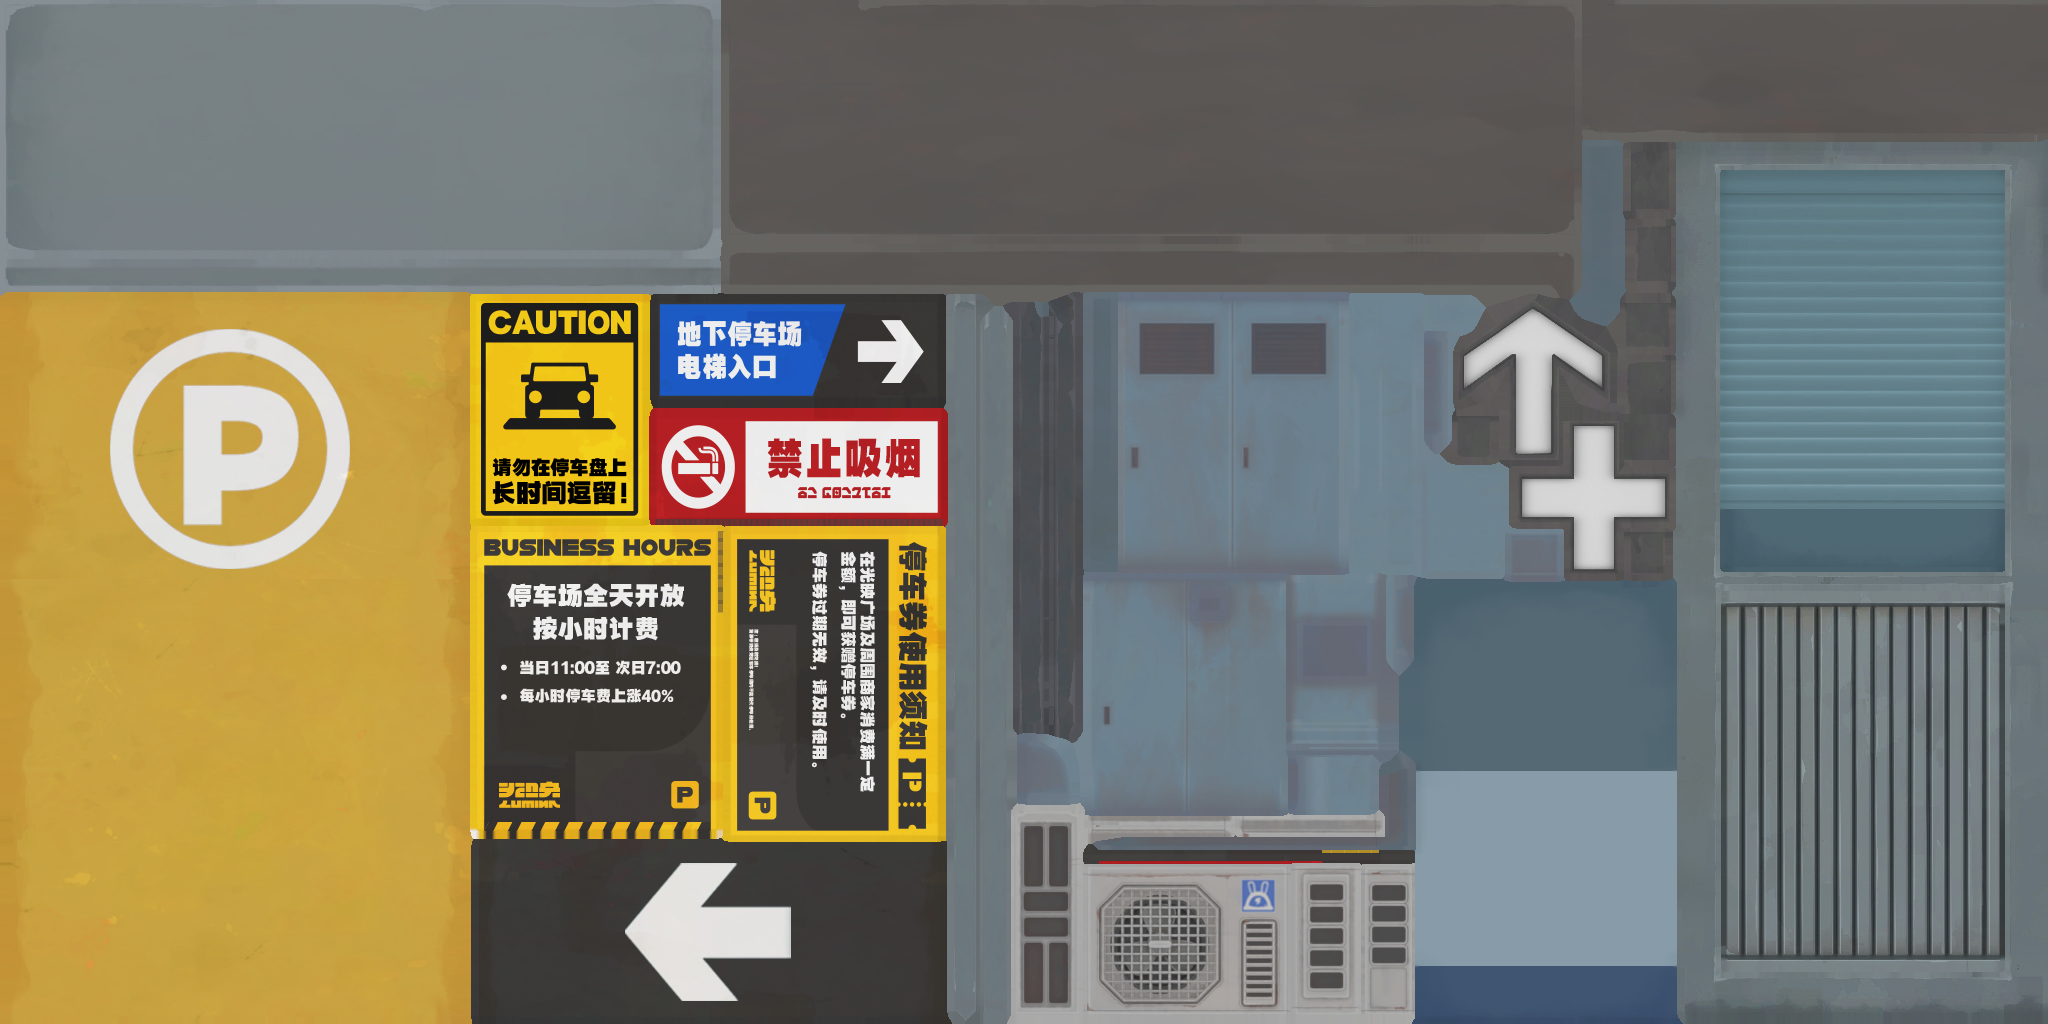 P
CAUTION
请勿在停车盘上
长时间逗留!
地下停车场
电梯入口
禁止吸烟
BUSINESS HOURS
停车场全天开放
按小时计费
• 当日11:00至 次日7:00
• 每小时停车费上涨40%
LUMINA
P
停车券使用须知
P
在光映广场及周围商家消费满一定
金额，即可获赠停车券。
停车券过期无效，请及时使用。
LUMINA
P